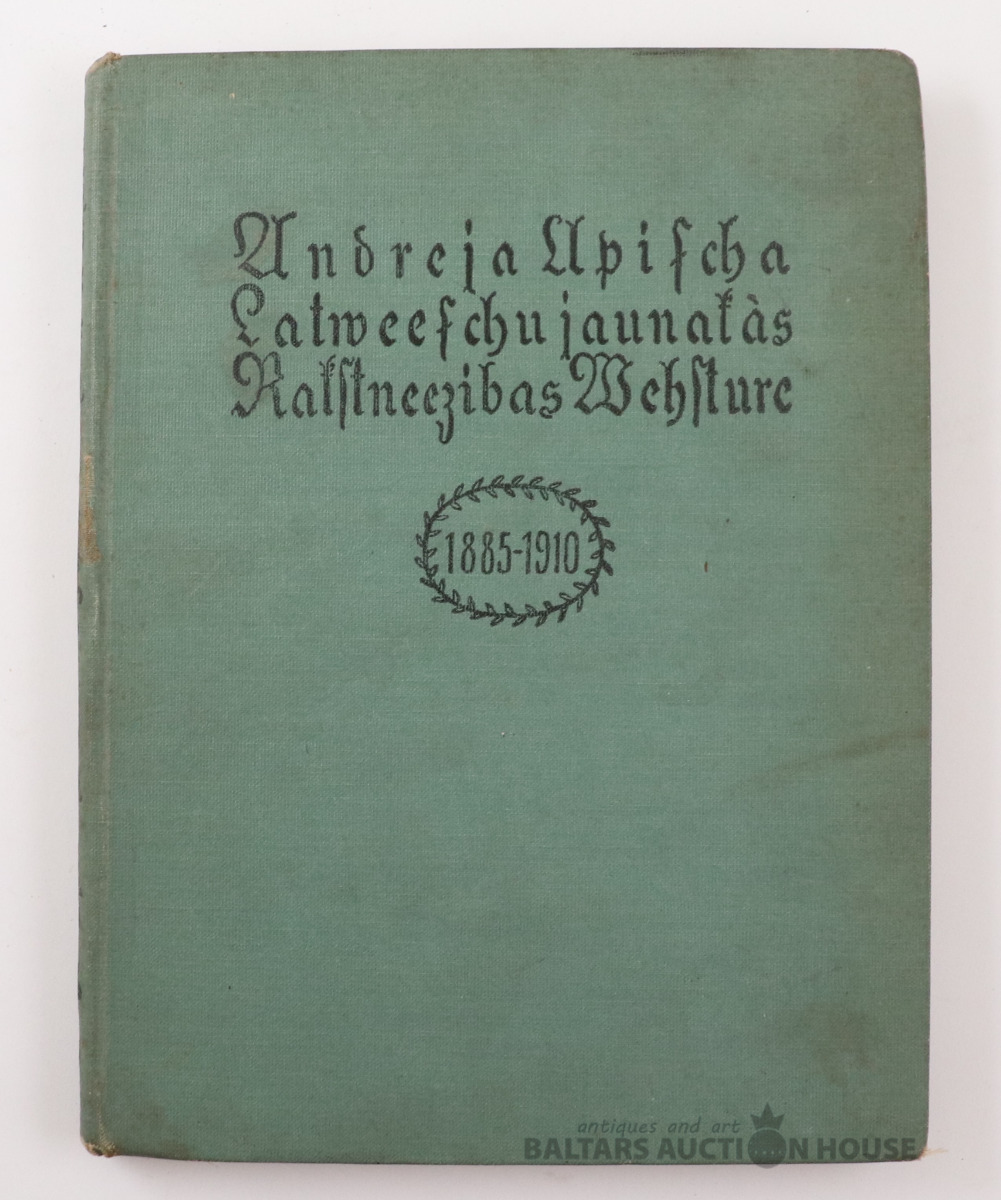 Andreja Upiſcha
Latweeſchu jaunakàs
Rakſtneezibas Wehſture
1885-1910
antiques and art
BALTARS AUCTION HOUSE